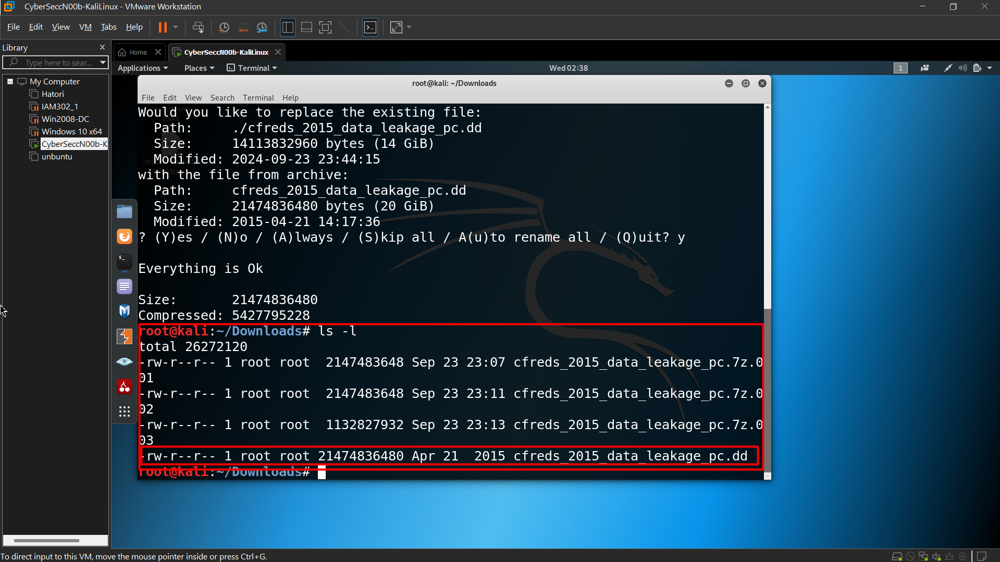 CyberSeccN00b-KaliLinux - VMware Workstation
File Edit View VM Tabs Help
Library
Type here to sear...
My Computer
Hatori
IAM302_1
Win2008-DC
Windows 10 x64
CyberSeccN00b-K
unbuntu
Home
CyberSeccN00b-KaliLinux
Applications Places Terminal Wed 02:38 1
root@kali: ~/Downloads
File Edit View Search Terminal Help
Would you like to replace the existing file:
Path: ./cfreds_2015_data_leakage_pc.dd
Size: 14113832960 bytes (14 GiB)
Modified: 2024-09-23 23:44:15
with the file from archive:
Path: cfreds_2015_data_leakage_pc.dd
Size: 21474836480 bytes (20 GiB)
Modified: 2015-04-21 14:17:36
? (Y)es / (N)o / (A)lways / (S)kip all / A(u)to rename all / (Q)uit? y
Everything is Ok
Size: 21474836480
Compressed: 5427795228
root@kali:~/Downloads# ls -l
total 26272120
-rw-r--r-- 1 root root 2147483648 Sep 23 23:07 cfreds_2015_data_leakage_pc.7z.0
01
-rw-r--r-- 1 root root 2147483648 Sep 23 23:11 cfreds_2015_data_leakage_pc.7z.0
02
-rw-r--r-- 1 root root 1132827932 Sep 23 23:13 cfreds_2015_data_leakage_pc.7z.0
03
-rw-r--r-- 1 root root 21474836480 Apr 21 2015 cfreds_2015_data_leakage_pc.dd
root@kali:~/Downloads#
To direct input to this VM, move the mouse pointer inside or press Ctrl+G.